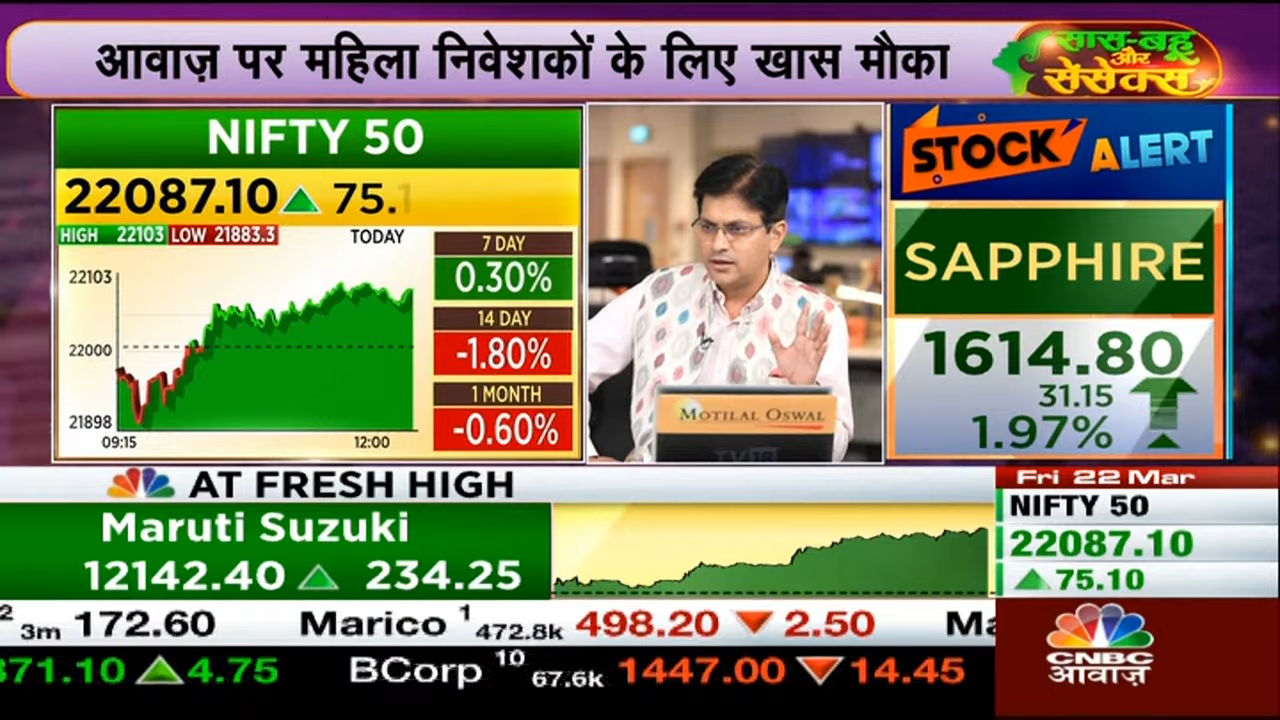 आवाज़ पर महिला निवेशकों के लिए खास मौका
सास-बहू
और
सेंसेक्स
NIFTY 50
22087.10 ▲ 75.1
HIGH 22103 LOW 21883.3
TODAY
22103
22000
21898
09:15 12:00
7 DAY
0.30%
14 DAY
-1.80%
1 MONTH
-0.60%
MOTILAL OSWAL
TV18
STOCK ALERT
SAPPHIRE
1614.80
31.15
1.97%
AT FRESH HIGH
Maruti Suzuki
12142.40 ▲ 234.25
Fri 22 Mar
NIFTY 50
22087.10
▲ 75.10
2 3m 172.60 Marico 1 472.8k 498.20 ▼ 2.50 Ma
371.10 ▲ 4.75 BCorp 10 67.6k 1447.00 ▼ 14.45
CNBC
आवाज़